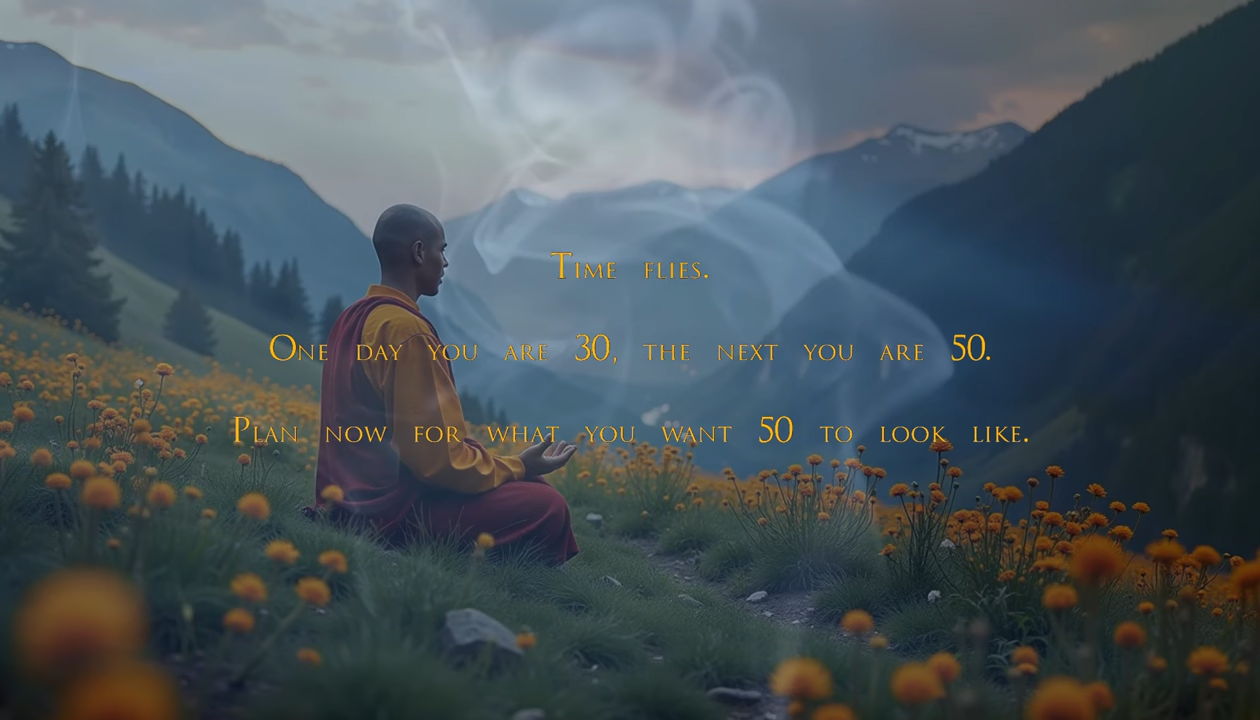 Time flies.
One day you are 30, the next you are 50.
Plan now for what you want 50 to look like.